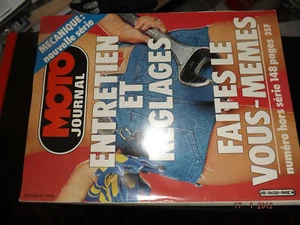 MÉCANIQUE:
nouvelle série
MOTO
JOURNAL
ENTRETIEN
ET
RÉGLAGES
FAITES LE
VOUS-MÊMES
numéro hors série 148 pages 35F